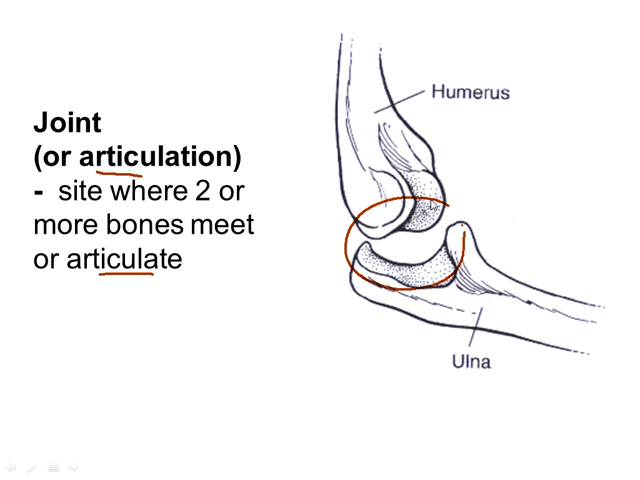 Joint
(or articulation)
- site where 2 or
more bones meet
or articulate
Humerus
Ulna